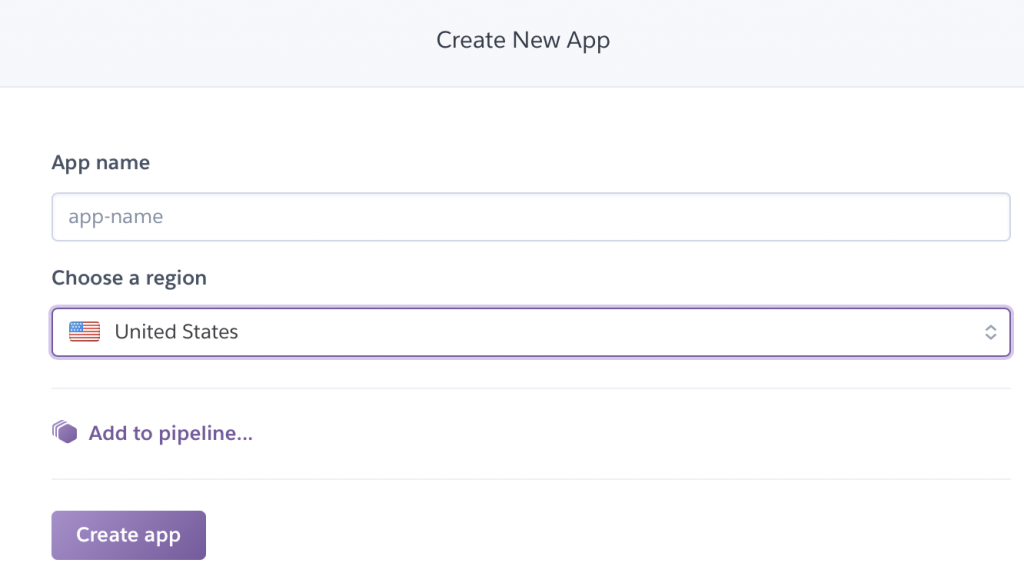 Create New App
App name
app-name
Choose a region
United States
Add to pipeline...
Create app